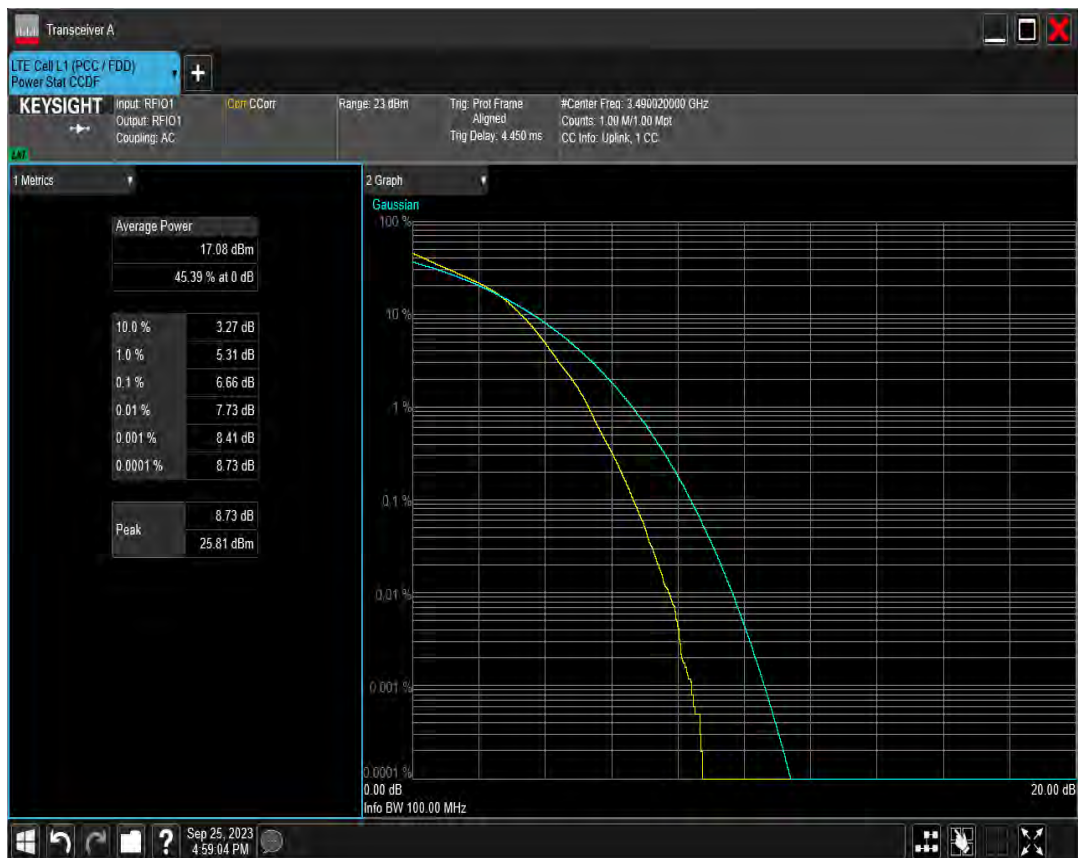 Transceiver A
LTE Cell L1 (PCC / FDD)
Power Stat CCDF
+
KEYSIGHT
Input: RFIO1
Output: RFIO1
Coupling: AC
Corr CCorr
Range: 23 dBm
Trig: Prot Frame
Aligned
Trig Delay: 4.450 ms
#Center Freq: 3.490020000 GHz
Counts: 1.00 M/1.00 Mpt
CC Info: Uplink, 1 CC
1 Metrics
Average Power
17.08 dBm
45.39 % at 0 dB
10.0 % 3.27 dB
1.0 % 5.31 dB
0.1 % 6.66 dB
0.01 % 7.73 dB
0.001 % 8.41 dB
0.0001 % 8.73 dB
Peak
8.73 dB
25.81 dBm
2 Graph
Gaussian
100 %
10 %
1 %
0.1 %
0.01 %
0.001 %
0.0001 %
0.00 dB 20.00 dB
Info BW 100.00 MHz
?
Sep 25, 2023
4:59:04 PM